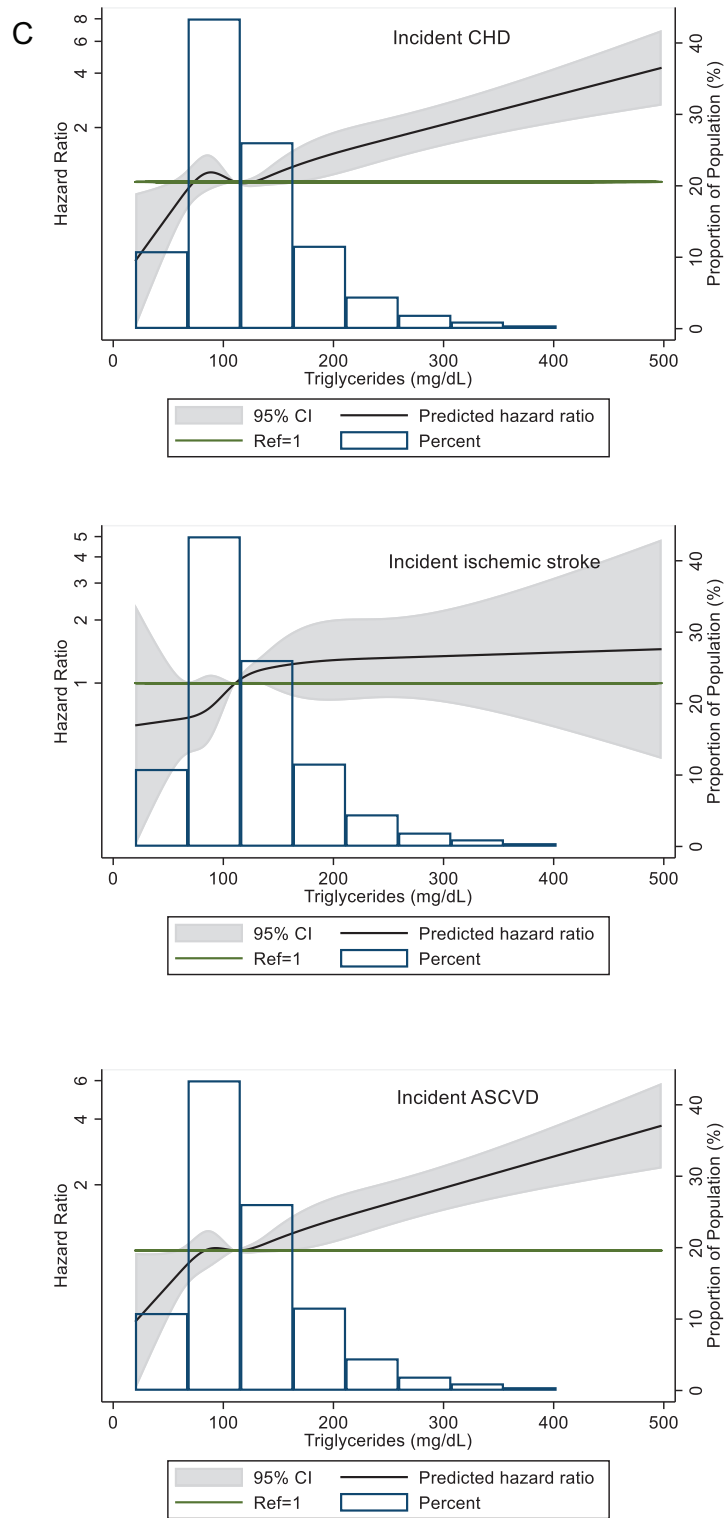 C
Incident CHD
Hazard Ratio
8
6
4
2
Proportion of Population (%)
40
30
20
10
0
0 100 200 300 400 500
Triglycerides (mg/dL)
95% CI Predicted hazard ratio
Ref=1 Percent
Incident ischemic stroke
Hazard Ratio
5
4
3
2
1
Proportion of Population (%)
40
30
20
10
0
0 100 200 300 400 500
Triglycerides (mg/dL)
95% CI Predicted hazard ratio
Ref=1 Percent
Incident ASCVD
Hazard Ratio
6
4
2
Proportion of Population (%)
40
30
20
10
0
0 100 200 300 400 500
Triglycerides (mg/dL)
95% CI Predicted hazard ratio
Ref=1 Percent